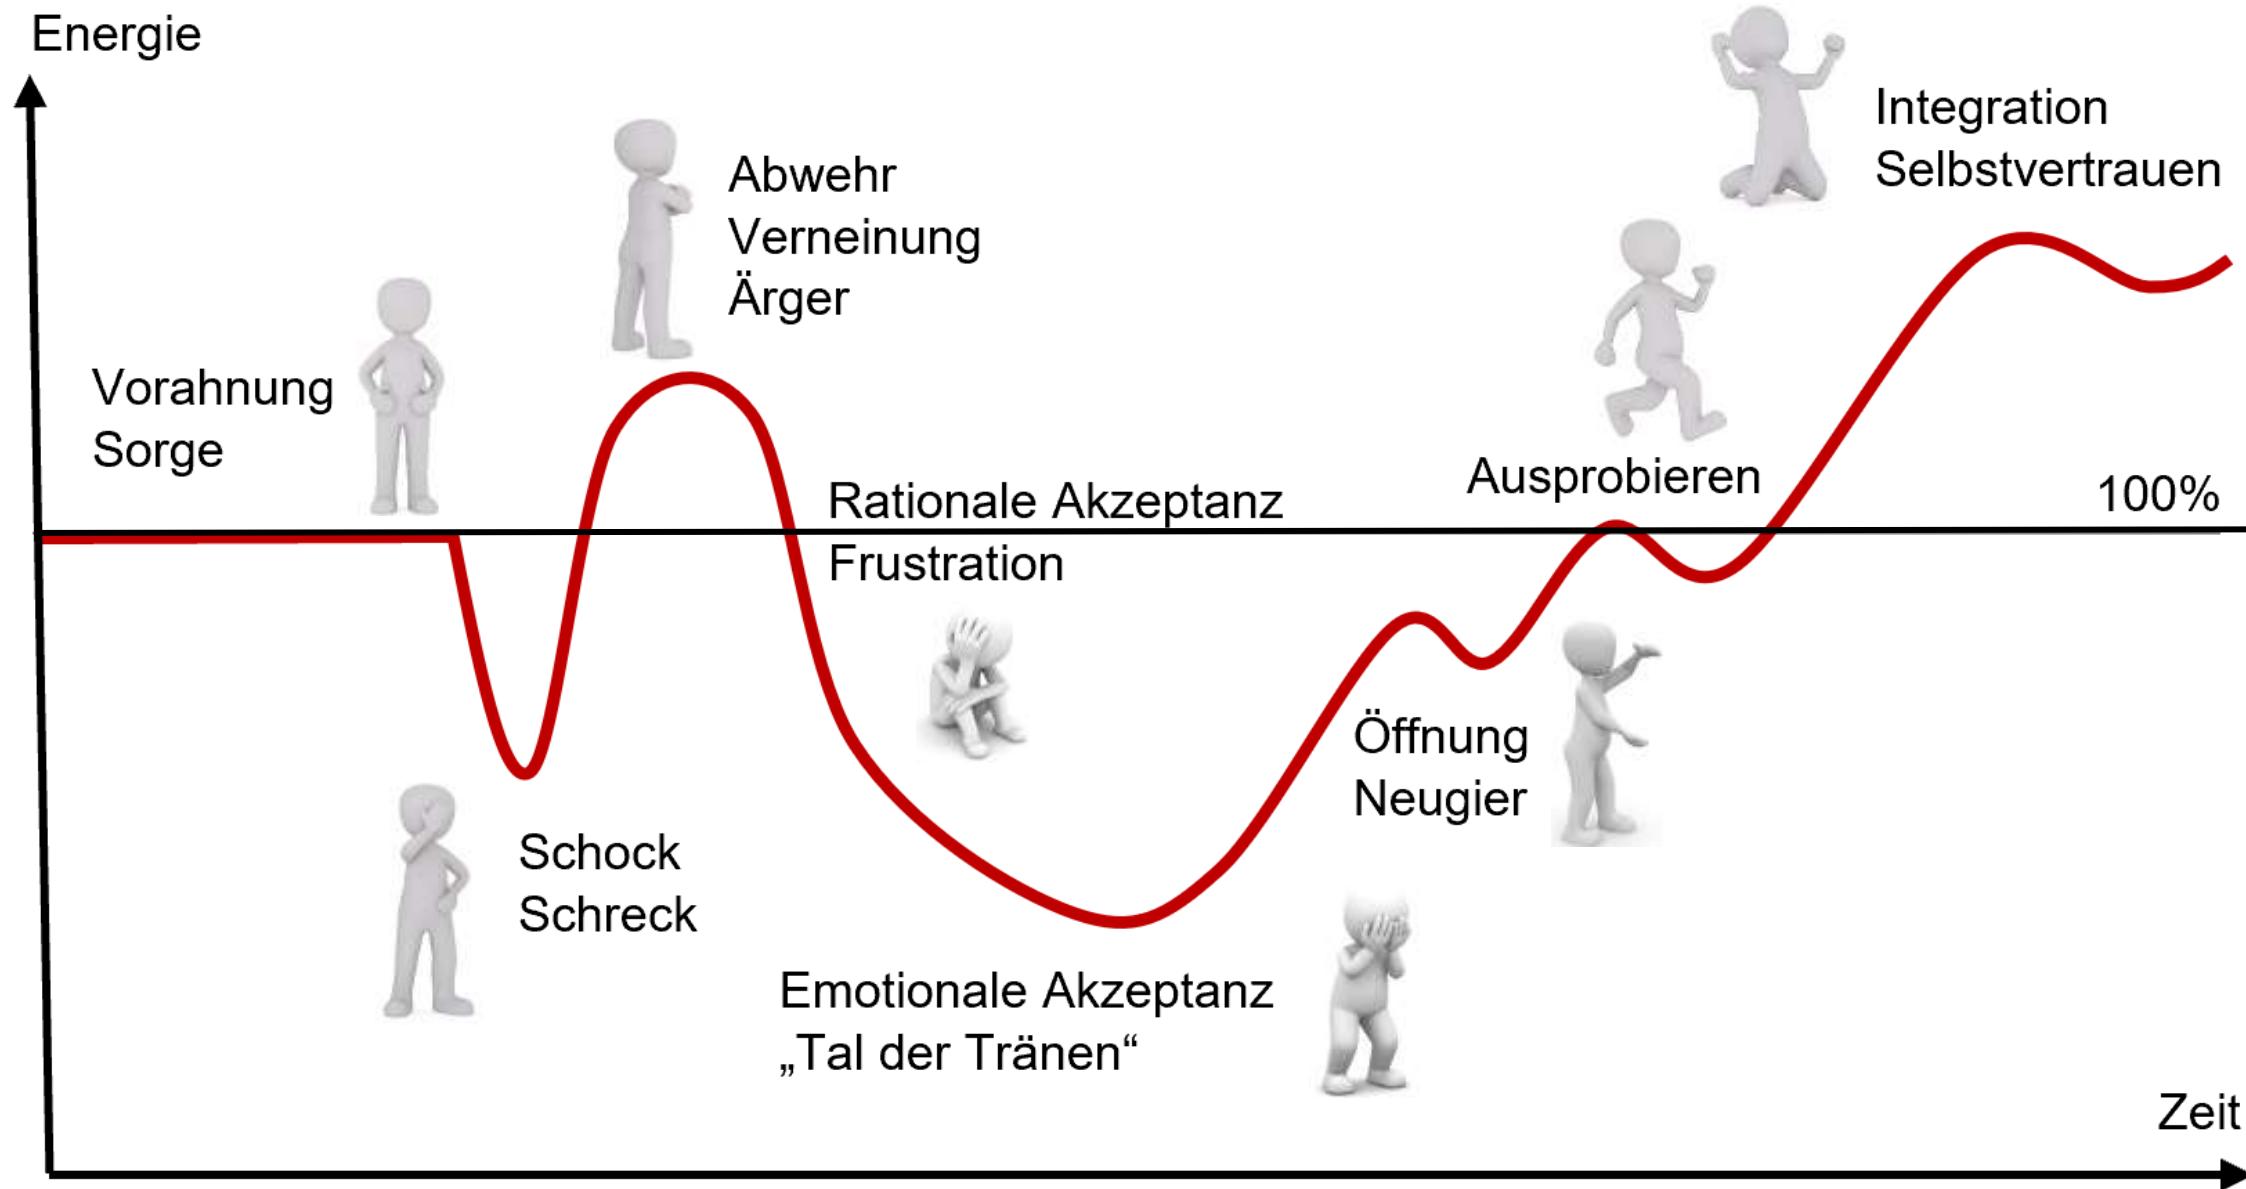 Energie
Vorahnung
Sorge
Schock
Schreck
Abwehr
Verneinung
Ärger
Rationale Akzeptanz
Frustration
Emotionale Akzeptanz
„Tal der Tränen“
Öffnung
Neugier
Ausprobieren
Integration
Selbstvertrauen
100%
Zeit